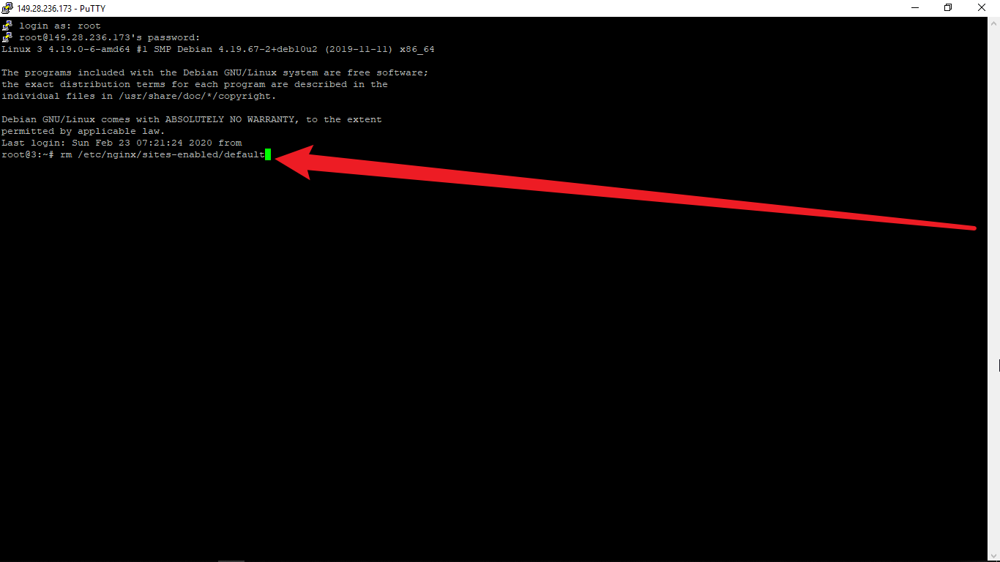 149.28.236.173 - PuTTY
login as: root
root@149.28.236.173's password:
Linux 3 4.19.0-6-amd64 #1 SMP Debian 4.19.67-2+deb10u2 (2019-11-11) x86_64
The programs included with the Debian GNU/Linux system are free software;
the exact distribution terms for each program are described in the
individual files in /usr/share/doc/*/copyright.
Debian GNU/Linux comes with ABSOLUTELY NO WARRANTY, to the extent
permitted by applicable law.
Last login: Sun Feb 23 07:21:24 2020 from
root@3:~# rm /etc/nginx/sites-enabled/default